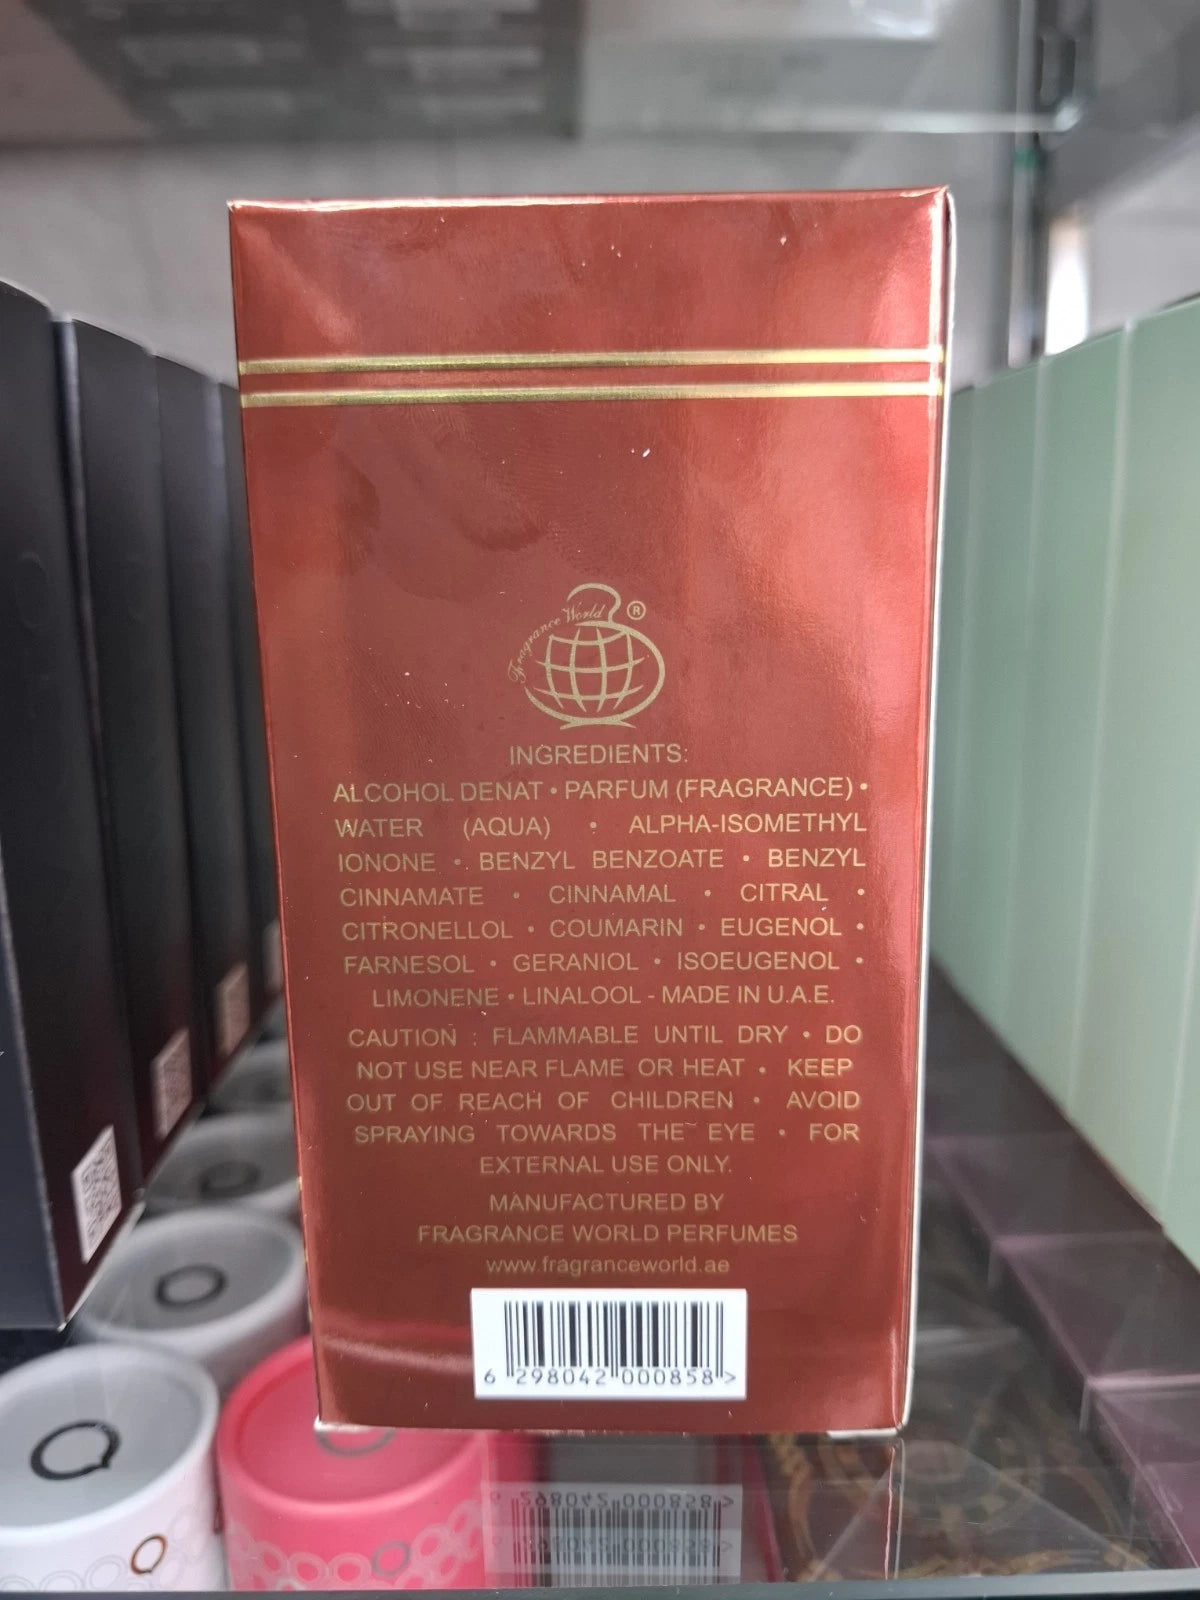 Fragrance World ®
INGREDIENTS:
ALCOHOL DENAT • PARFUM (FRAGRANCE) •
WATER (AQUA) • ALPHA-ISOMETHYL
IONONE • BENZYL BENZOATE • BENZYL
CINNAMATE • CINNAMAL • CITRAL •
CITRONELLOL • COUMARIN • EUGENOL •
FARNESOL • GERANIOL • ISOEUGENOL •
LIMONENE • LINALOOL - MADE IN U.A.E.
CAUTION : FLAMMABLE UNTIL DRY • DO
NOT USE NEAR FLAME OR HEAT • KEEP
OUT OF REACH OF CHILDREN • AVOID
SPRAYING TOWARDS THE EYE • FOR
EXTERNAL USE ONLY.
MANUFACTURED BY
FRAGRANCE WORLD PERFUMES
www.fragranceworld.ae
6 298042 000858 >